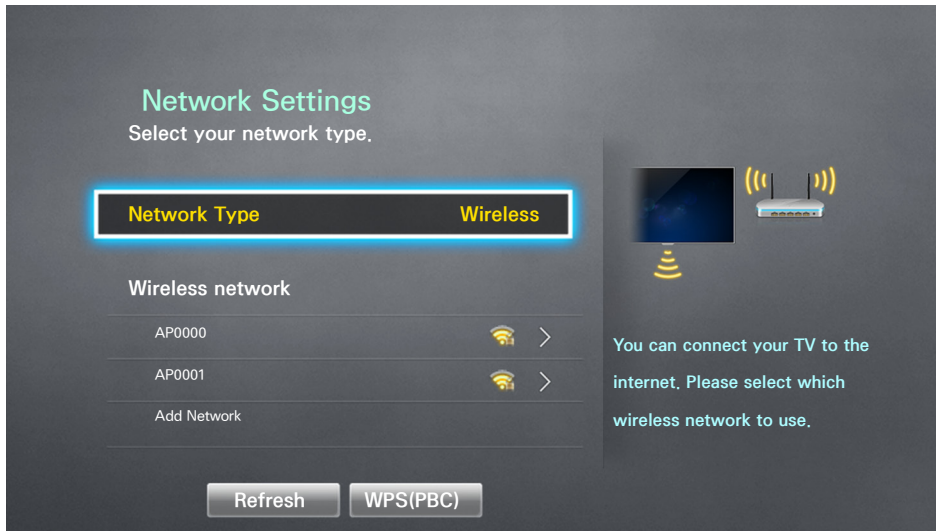 Network Settings
Select your network type.
Network Type Wireless
Wireless network
AP0000
AP0001
Add Network
Refresh WPS(PBC)
You can connect your TV to the
internet. Please select which
wireless network to use.